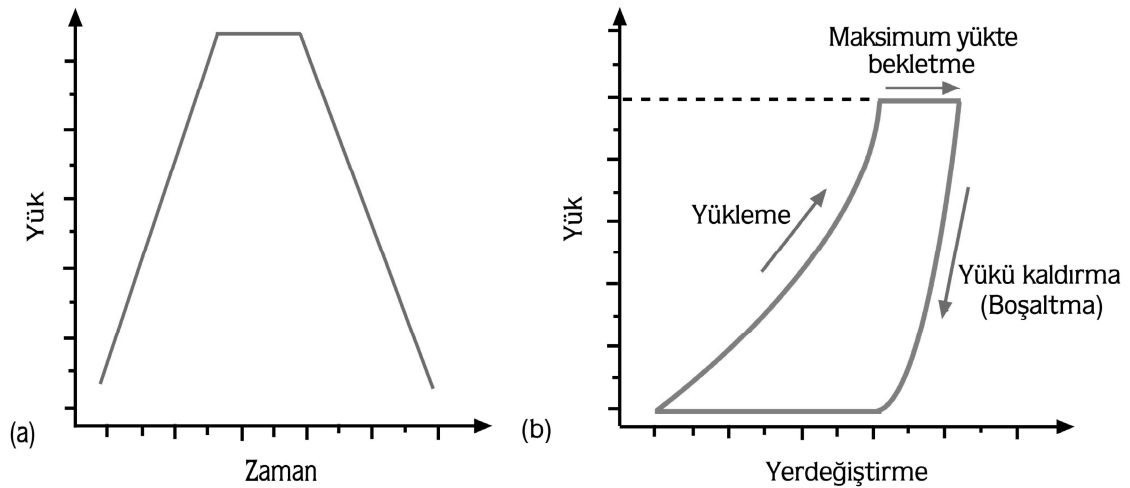 Yük
Zaman
(a)
Maksimum yükte
bekletme
Yükleme
Yük
Yükü kaldırma
(Boşaltma)
(b)
Yerdeğiştirme